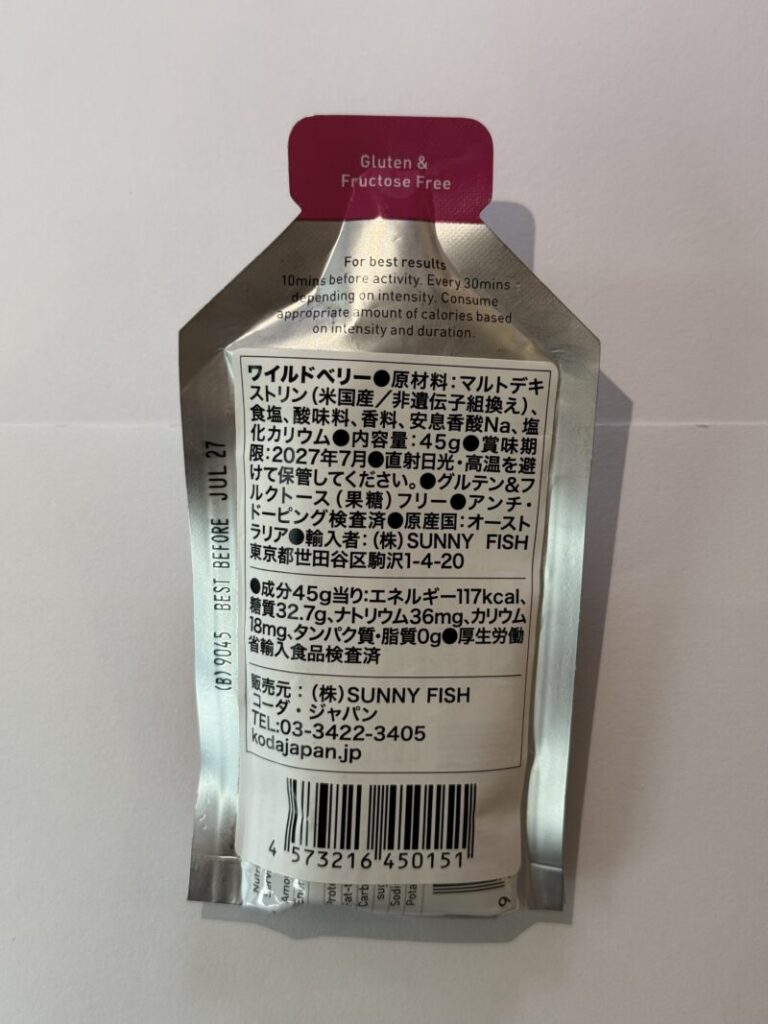 Gluten &
Fructose Free
For best results
10mins before activity. Every 30mins
depending on intensity. Consume
appropriate amount of calories based
on intensity and duration.
ワイルドベリー●原材料：マルトデキ
ストリン（米国産／非遺伝子組換え）、
食塩、酸味料、香料、安息香酸Na、塩
化カリウム●内容量：45g●賞味期
限：2027年7月●直射日光・高温を避
けて保管してください。●グルテン&フ
ルクトース（果糖）フリー●アンチ・
ドーピング検査済●原産国：オースト
ラリア●輸入者：（株）SUNNY FISH
東京都世田谷区駒沢1-4-20
●成分45g当り：エネルギー117kcal、
糖質32.7g、ナトリウム36mg、カリウム
18mg、タンパク質・脂質0g●厚生労働
省輸入食品検査済
販売元：（株）SUNNY FISH
コーダ・ジャパン
TEL:03-3422-3405
kodajapan.jp
4 573216 450151
(B) 9045 BEST BEFORE JUL 27